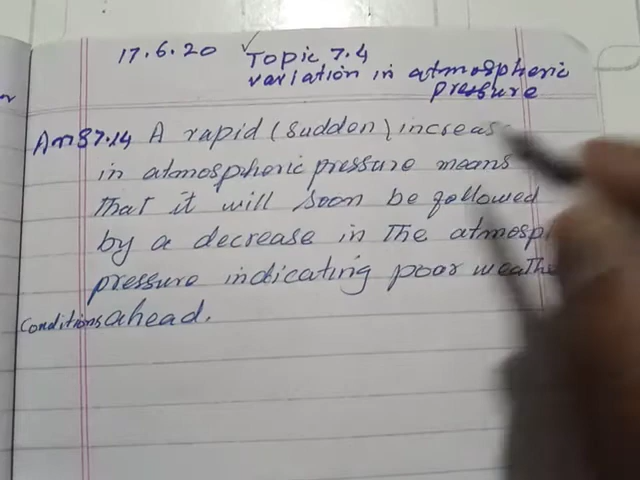 17.6.20 Topic 7.4
variation in atmospheric
pressure
Ans 7.14 A rapid (sudden) increas
in atmospheric pressure means
that it will soon be followed
by a decrease in the atmosp
pressure indicating poor weathe
conditions ahead.